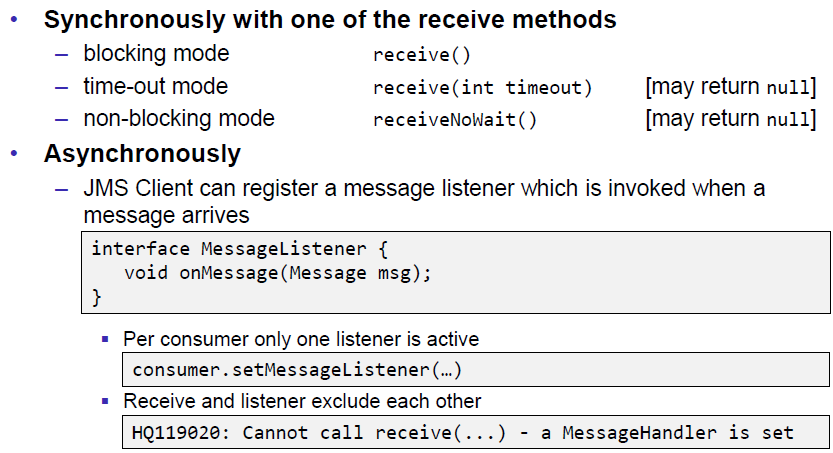 • Synchronously with one of the receive methods
– blocking mode receive()
– time-out mode receive(int timeout) [may return null]
– non-blocking mode receiveNoWait() [may return null]
• Asynchronously
– JMS Client can register a message listener which is invoked when a
message arrives
interface MessageListener {
void onMessage(Message msg);
}
▪ Per consumer only one listener is active
consumer.setMessageListener(…)
▪ Receive and listener exclude each other
HQ119020: Cannot call receive(...) - a MessageHandler is set